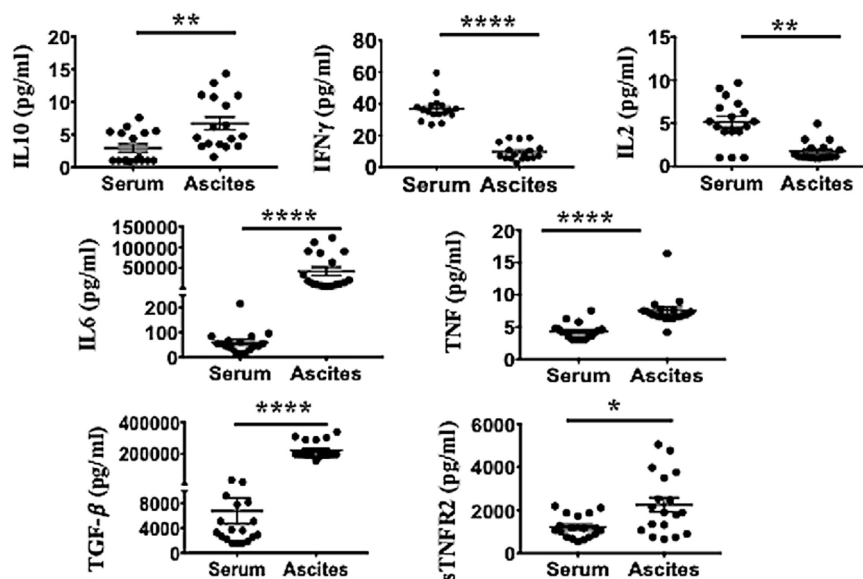 ** **** **
IL10 (pg/ml) 20 15 10 5 0 Serum Ascites
IFNγ (pg/ml) 80 60 40 20 0 Serum Ascites
IL2 (pg/ml) 15 10 5 0 Serum Ascites
**** ****
IL6 (pg/ml) 150000 100000 50000 200 100 0 Serum Ascites
TNF (pg/ml) 20 15 10 5 0 Serum Ascites
**** *
TGF-β (pg/ml) 400000 200000 8000 4000 0 Serum Ascites
sTNFR2 (pg/ml) 6000 4000 2000 0 Serum Ascites